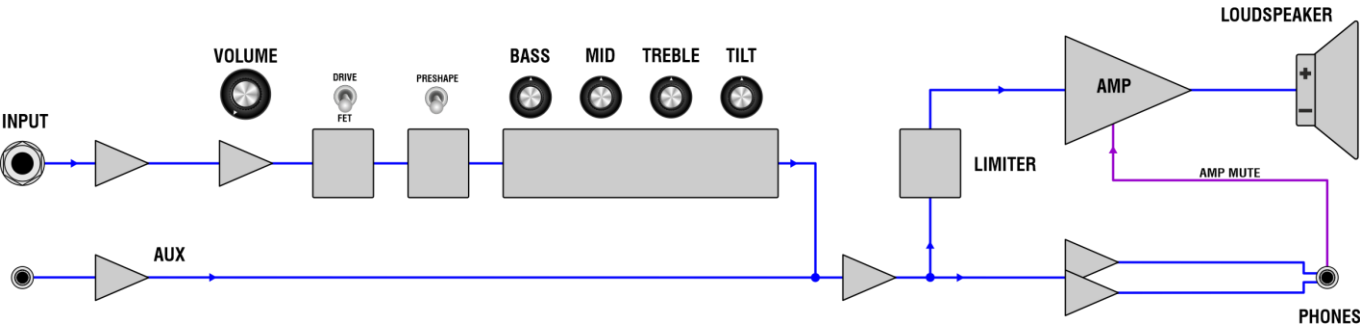 LOUDSPEAKER
VOLUME
DRIVE
FET
PRESHAPE
BASS
MID
TREBLE
TILT
AMP
+
−
INPUT
LIMITER
AMP MUTE
AUX
PHONES